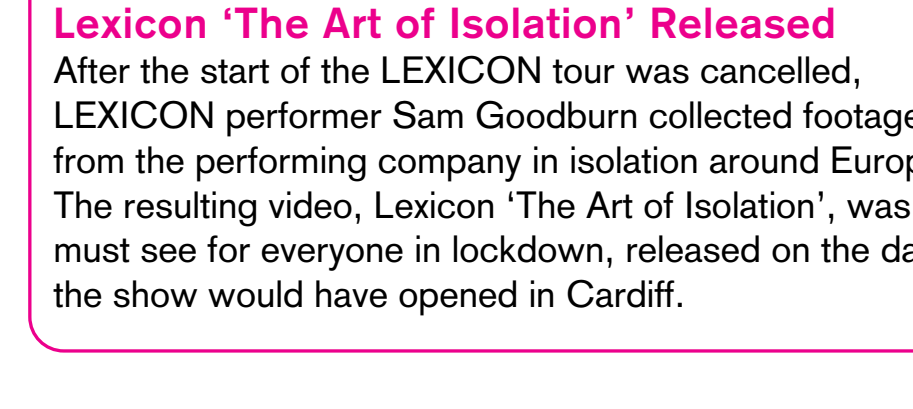 Lexicon ‘The Art of Isolation’ Released
After the start of the LEXICON tour was cancelled,
LEXICON performer Sam Goodburn collected footage
from the performing company in isolation around Europ
The resulting video, Lexicon ‘The Art of Isolation’, was
must see for everyone in lockdown, released on the da
the show would have opened in Cardiff.